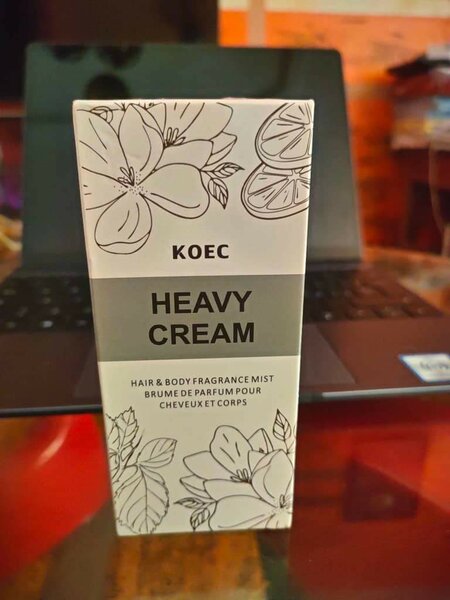 KOEC
HEAVY
CREAM
HAIR & BODY FRAGRANCE MIST
BRUME DE PARFUM POUR
CHEVEUX ET CORPS